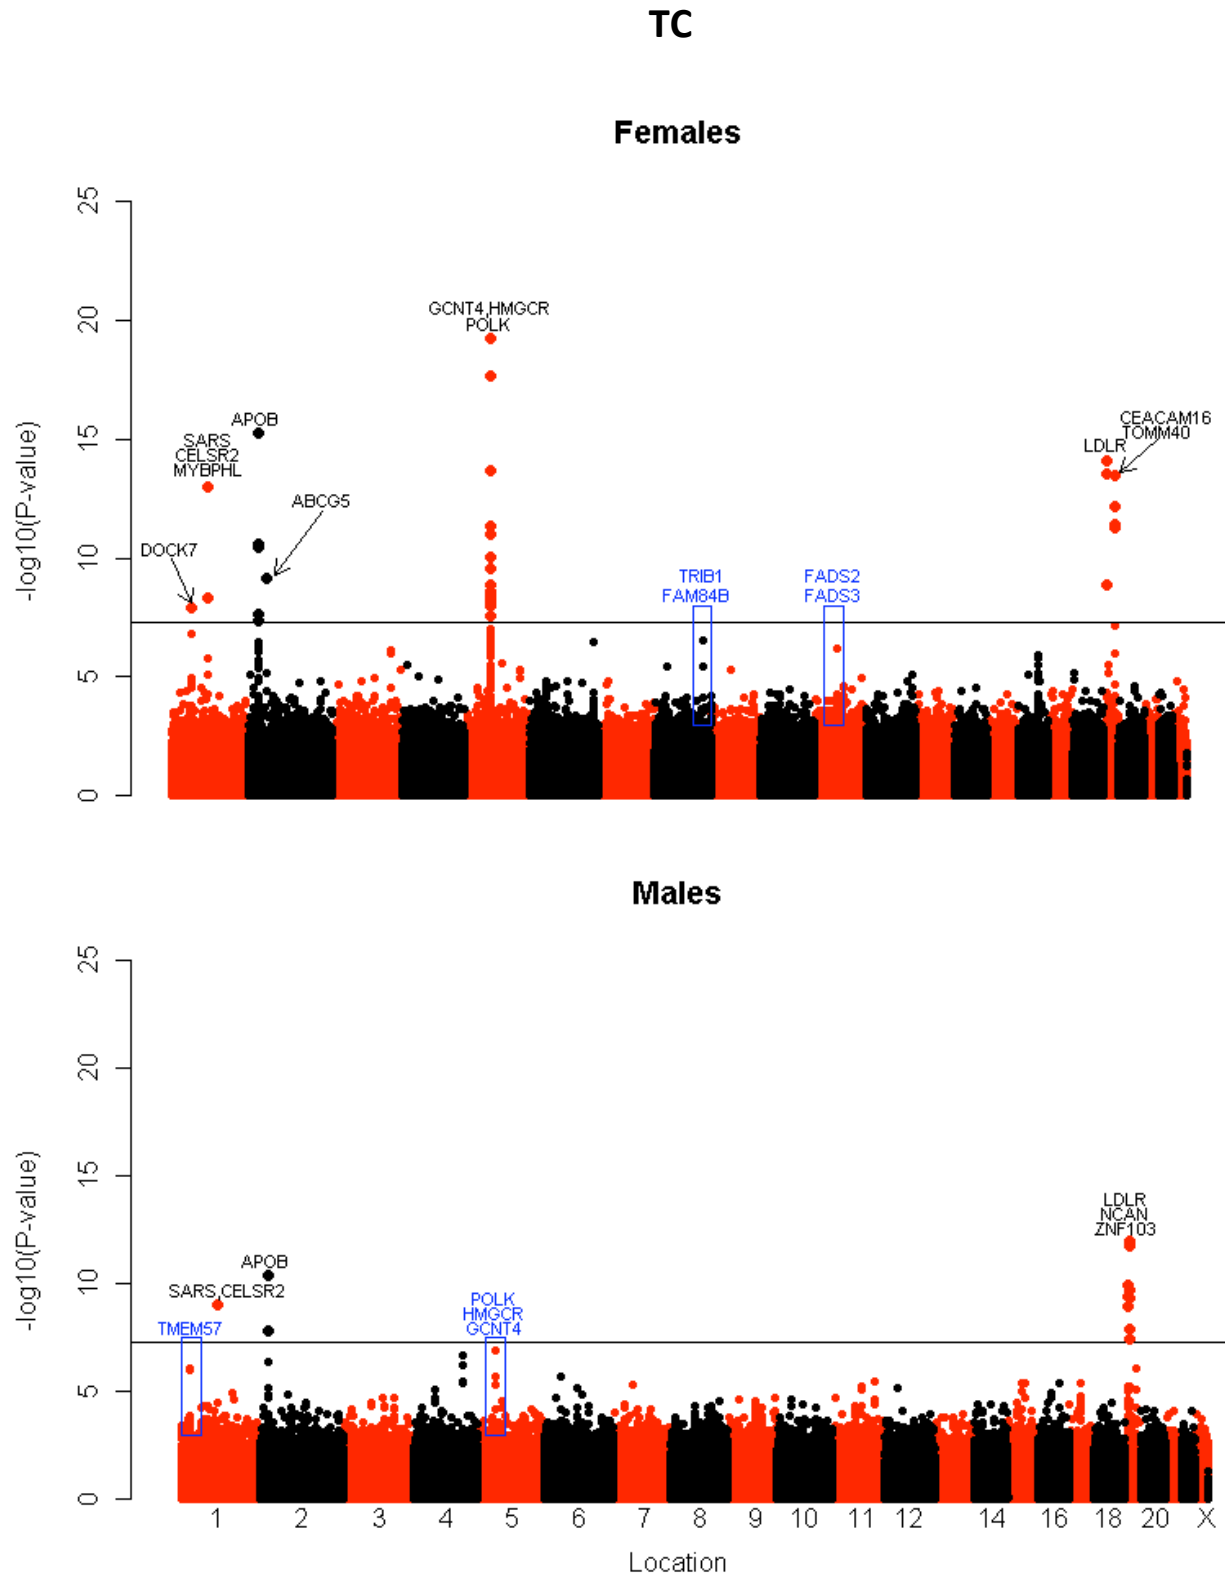 TC
Females
25
20
15
10
5
0
-log10(P-value)
GCNT4,HMGCR
POLK
APOB
SARS
CELSR2
MYBPHL
ABCG5
DOCK7
CEACAM16
TOMM40
LDLR
TRIB1
FAM84B
FADS2
FADS3
Males
25
20
15
10
5
0
-log10(P-value)
LDLR
NCAN
ZNF103
APOB
SARS,CELSR2
TMEM57
POLK
HMGCR
GCNT4
1 2 3 4 5 6 7 8 9 10 11 12 14 16 18 20 X
Location